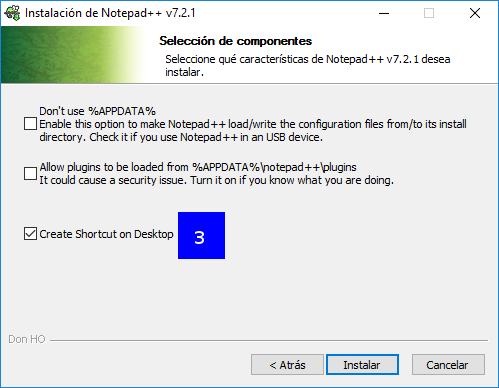 Instalación de Notepad++ v7.2.1
Selección de componentes
Seleccione qué características de Notepad++ v7.2.1 desea
instalar.
Don't use %APPDATA%
Enable this option to make Notepad++ load/write the configuration files from/to its install
directory. Check it if you use Notepad++ in an USB device.
Allow plugins to be loaded from %APPDATA%\notepad++\plugins
It could cause a security issue. Turn it on if you know what you are doing.
Create Shortcut on Desktop 3
Don HO
< Atrás Instalar Cancelar